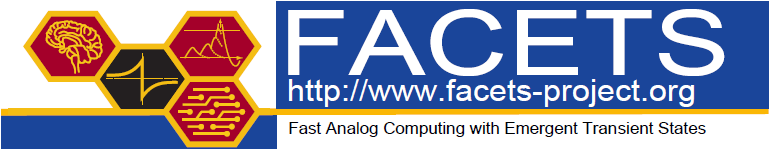 FACETS
http://www.facets-project.org
Fast Analog Computing with Emergent Transient States